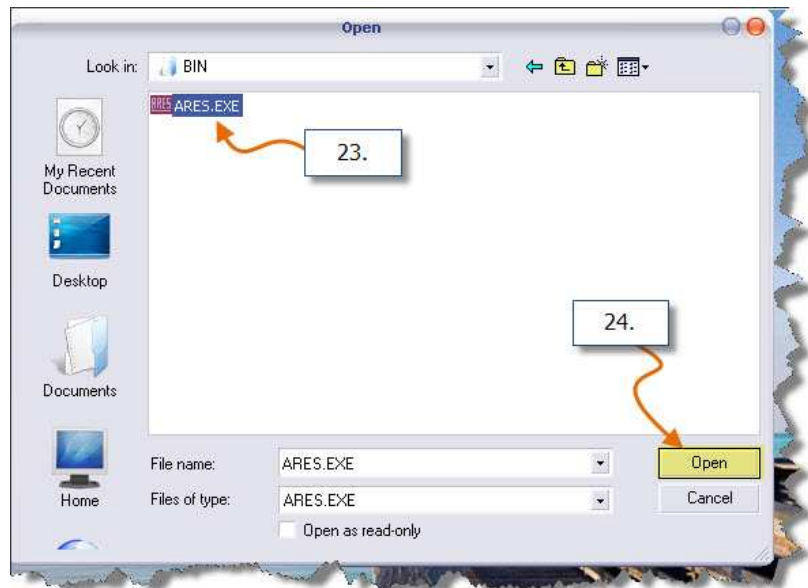 Open
Look in:
BIN
ARES
ARES.EXE
23.
My Recent
Documents
Desktop
24.
Documents
Home
File name:
ARES.EXE
Open
Files of type:
ARES.EXE
Cancel
Open as read-only